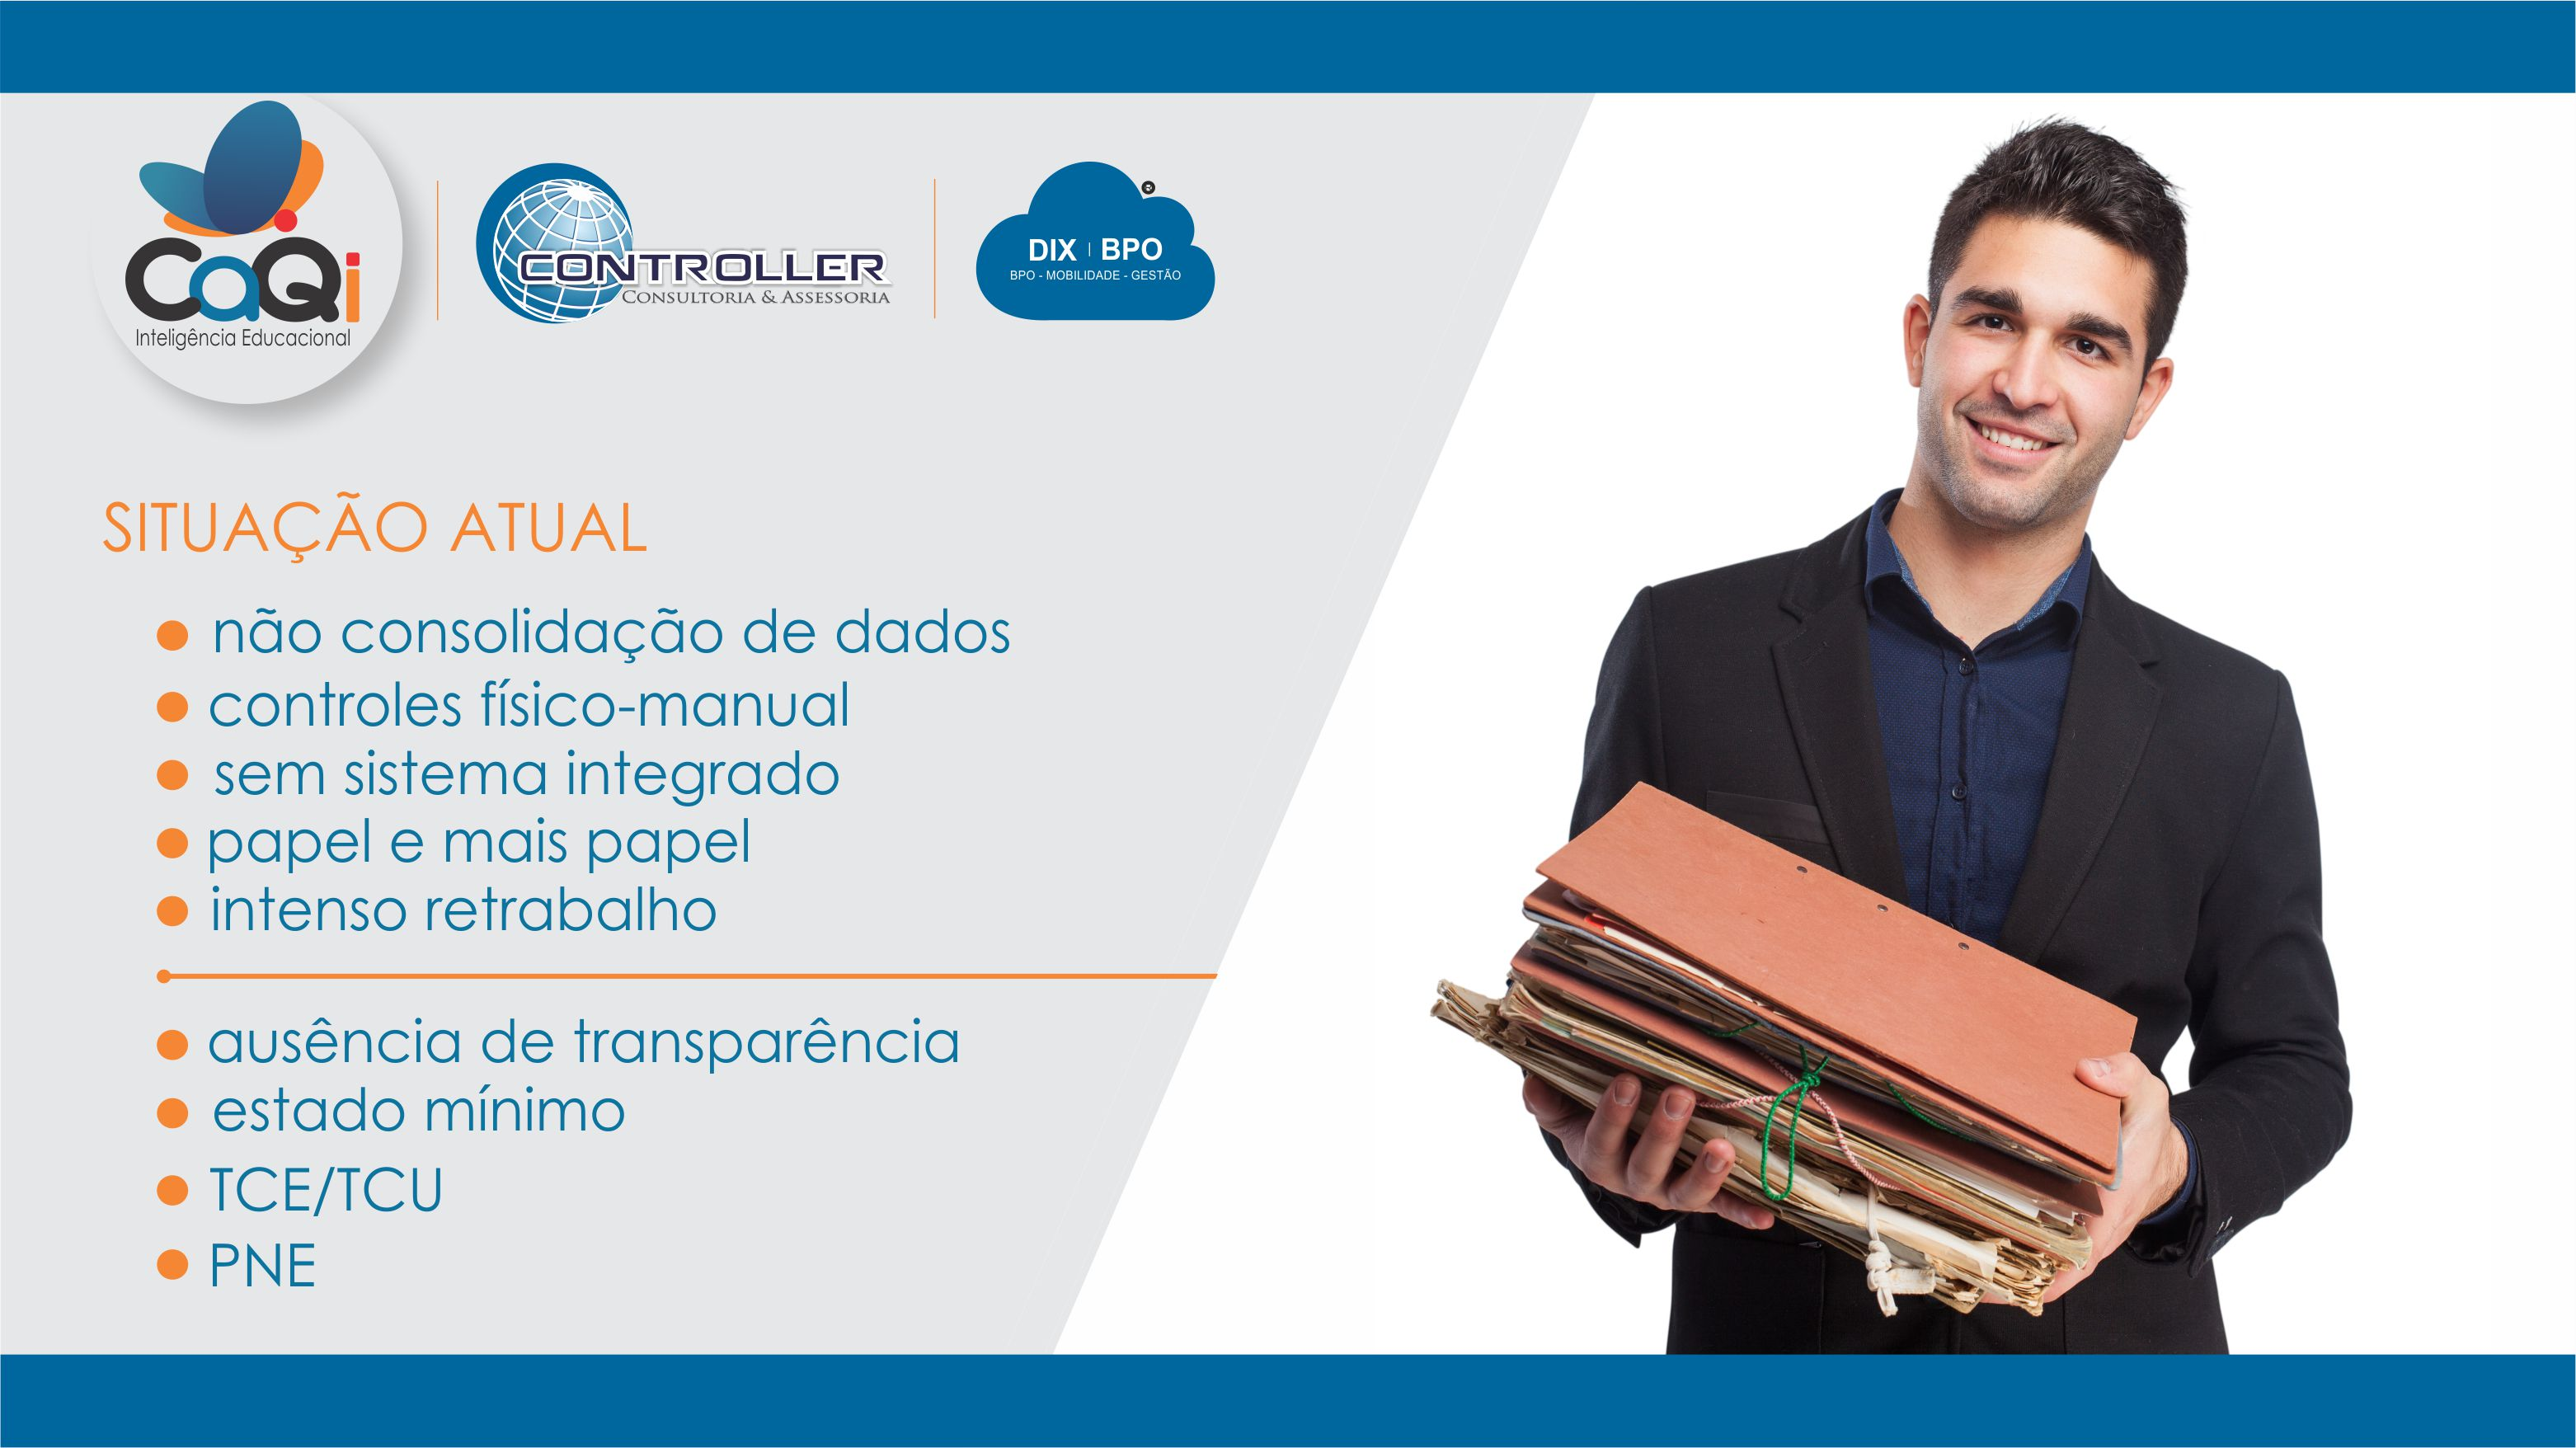 CaQi
Inteligência Educacional
CONTROLLER
CONSULTORIA & ASSESSORIA
DIX | BPO
BPO - MOBILIDADE - GESTÃO
SITUAÇÃO ATUAL
não consolidação de dados
controles físico-manual
sem sistema integrado
papel e mais papel
intenso retrabalho
ausência de transparência
estado mínimo
TCE/TCU
PNE